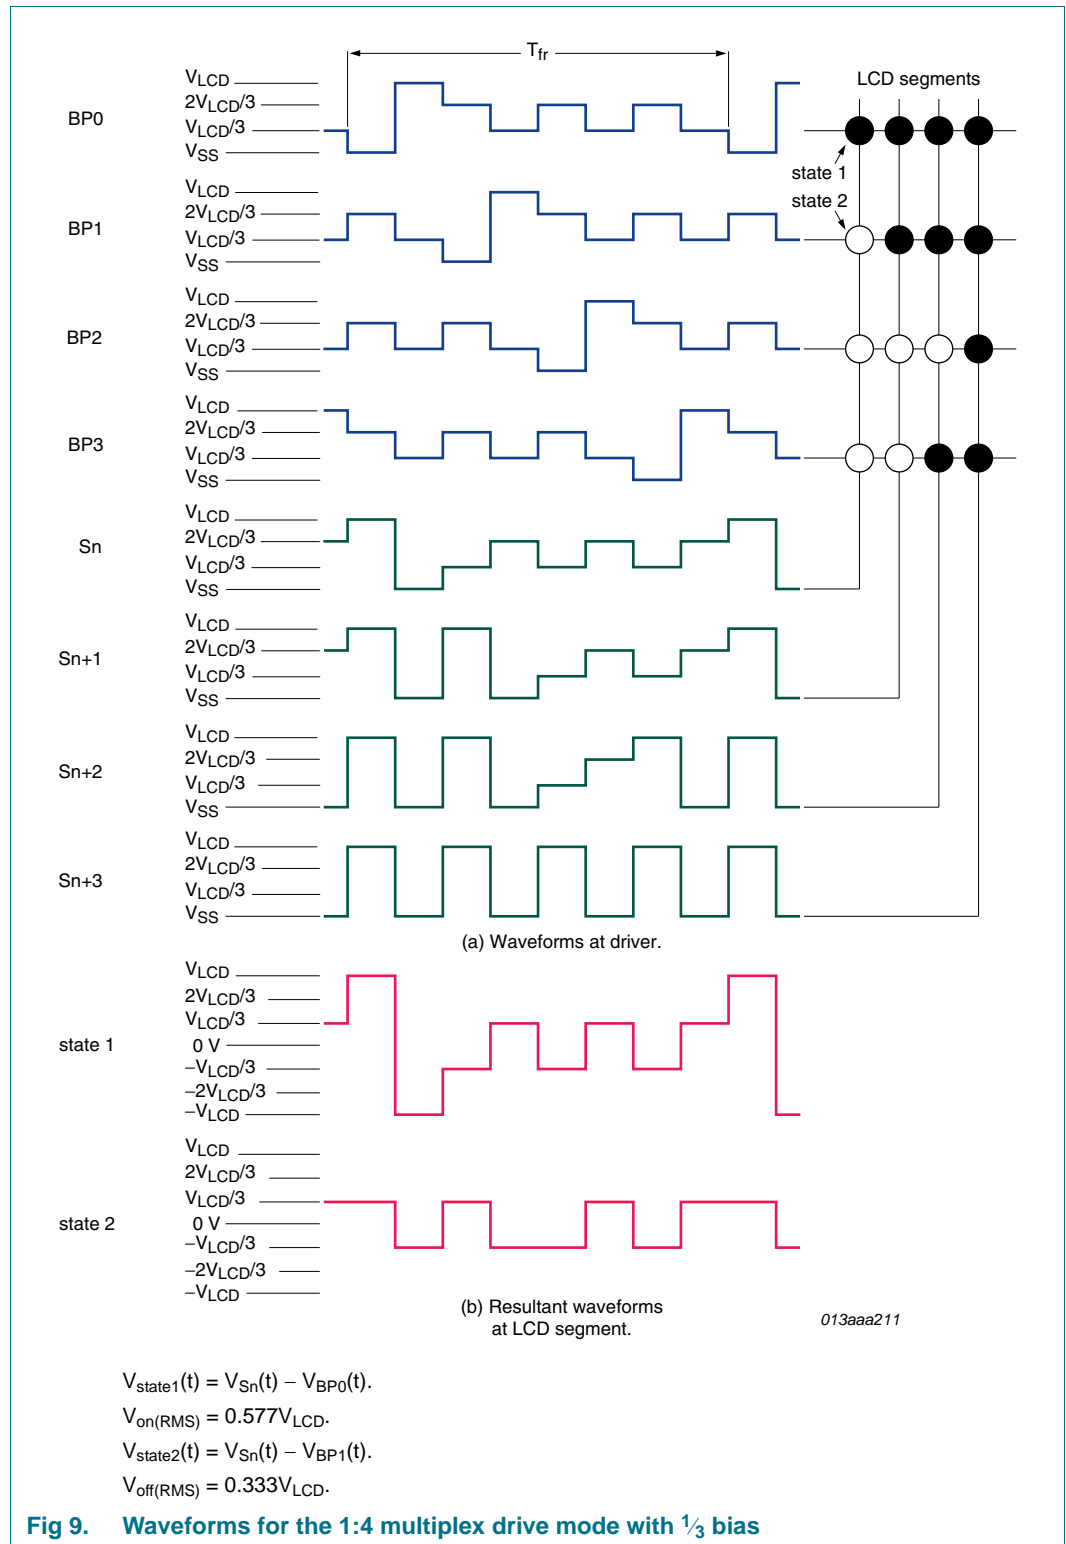 Tfr
LCD segments
BP0
VLCD
2VLCD/3
VLCD/3
VSS
state 1
state 2
BP1
VLCD
2VLCD/3
VLCD/3
VSS
BP2
VLCD
2VLCD/3
VLCD/3
VSS
BP3
VLCD
2VLCD/3
VLCD/3
VSS
Sn
VLCD
2VLCD/3
VLCD/3
VSS
Sn+1
VLCD
2VLCD/3
VLCD/3
VSS
Sn+2
VLCD
2VLCD/3
VLCD/3
VSS
Sn+3
VLCD
2VLCD/3
VLCD/3
VSS
(a) Waveforms at driver.
state 1
VLCD
2VLCD/3
VLCD/3
0 V
−VLCD/3
−2VLCD/3
−VLCD
state 2
VLCD
2VLCD/3
VLCD/3
0 V
−VLCD/3
−2VLCD/3
−VLCD
(b) Resultant waveforms
at LCD segment.
013aaa211
Vstate1(t) = VSn(t) − VBP0(t).
Von(RMS) = 0.577VLCD.
Vstate2(t) = VSn(t) − VBP1(t).
Voff(RMS) = 0.333VLCD.
Fig 9. Waveforms for the 1:4 multiplex drive mode with 1⁄3 bias